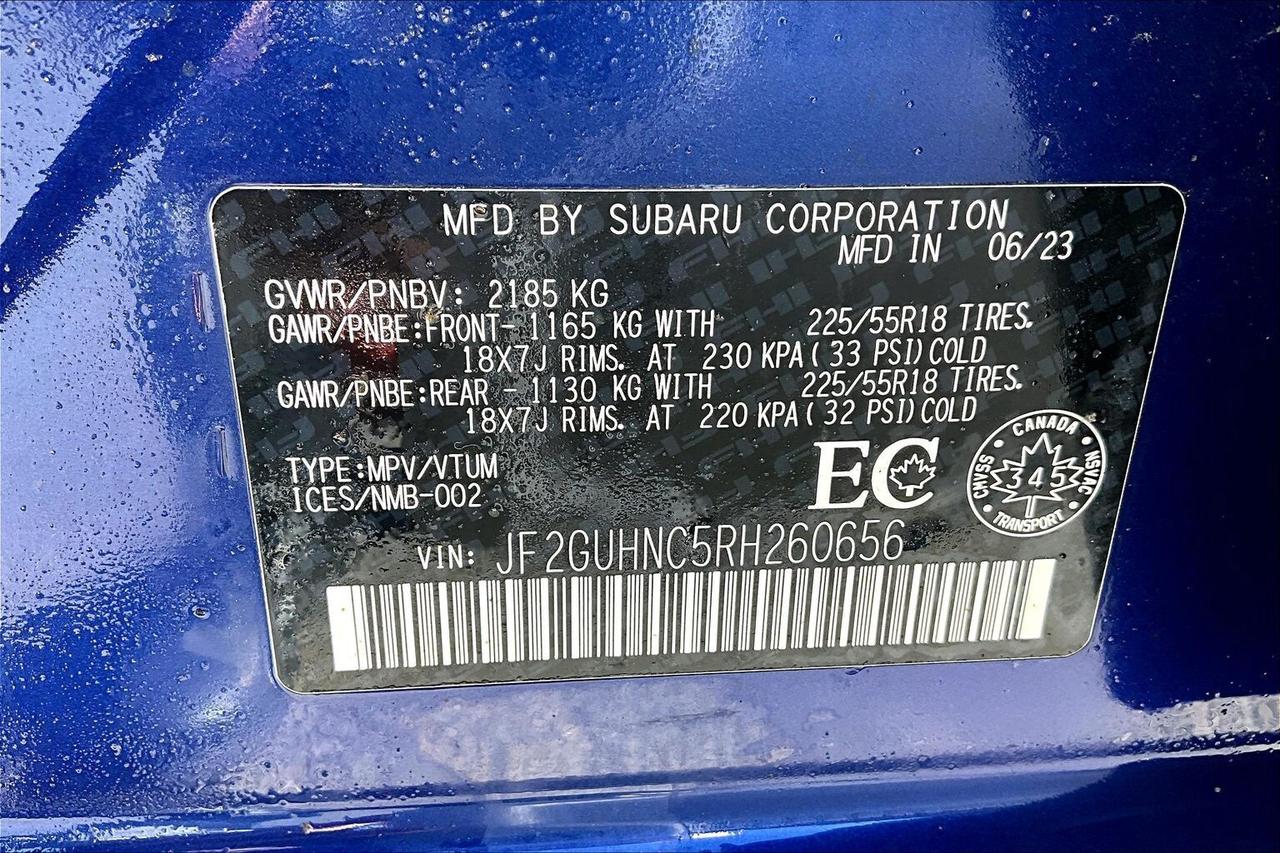 MFD BY SUBARU CORPORATION
MFD IN 06/23
GVWR/PNBV: 2185 KG
GAWR/PNBE:FRONT- 1165 KG WITH 225/55R18 TIRES.
18X7J RIMS. AT 230 KPA(33 PSI)COLD
GAWR/PNBE:REAR - 1130 KG WITH 225/55R18 TIRES.
18X7J RIMS. AT 220 KPA(32 PSI)COLD
TYPE:MPV/VTUM
ICES/NMB-002
EC
CANADA
CMVSS 345 NSVAC
TRANSPORT
VIN: JF2GUHNC5RH260656